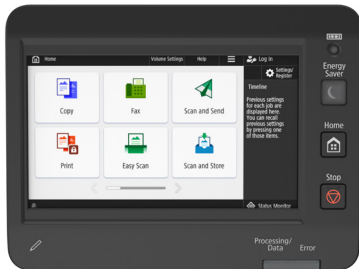 Home
Volume Settings
Help
Log In
Settings/
Register
Copy
Fax
Scan and Send
Print
Easy Scan
Scan and Store
Timeline
Previous settings
for each job are
displayed here.
You can recall
previous settings
by pressing one
of those items.
Status Monitor
Energy
Saver
Home
Stop
Processing/
Data
Error